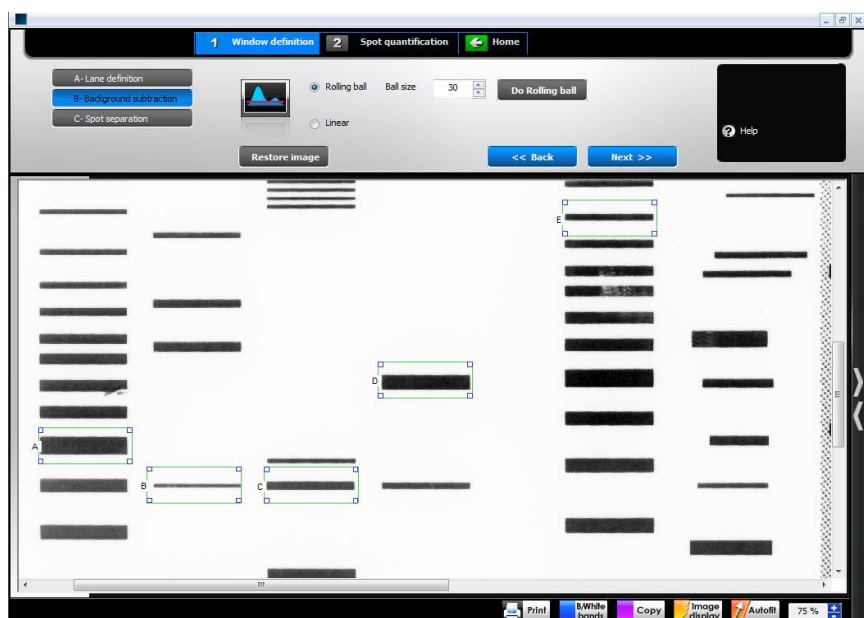 1 Window definition 2 Spot quantification Home
A- Lane definition
B- Background subtraction
C- Spot separation
Rolling ball Ball size 30 Do Rolling ball
Linear
Restore image << Back Next >>
Help
E
D
A
B
C
Print B/White bands Copy Image display Autofit 75 %